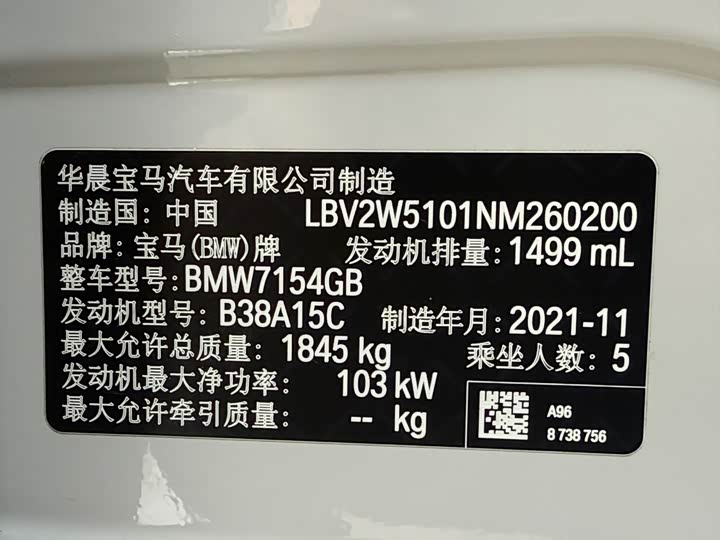 华晨宝马汽车有限公司制造
制造国：中国 LBV2W5101NM260200
品牌：宝马(BMW)牌 发动机排量：1499 mL
整车型号：BMW7154GB
发动机型号：B38A15C 制造年月：2021-11
最大允许总质量：1845 kg 乘坐人数：5
发动机最大净功率：103 kW
最大允许牵引质量：-- kg
A96
8 738 756